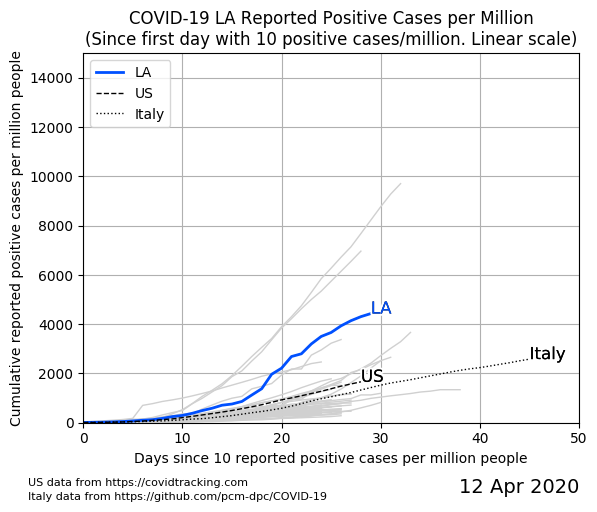 COVID-19 LA Reported Positive Cases per Million
(Since first day with 10 positive cases/million. Linear scale)
Cumulative reported positive cases per million people
14000
12000
10000
8000
6000
4000
2000
0
LA
US
Italy
LA
US
Italy
0 10 20 30 40 50
Days since 10 reported positive cases per million people
US data from https://covidtracking.com
Italy data from https://github.com/pcm-dpc/COVID-19
12 Apr 2020